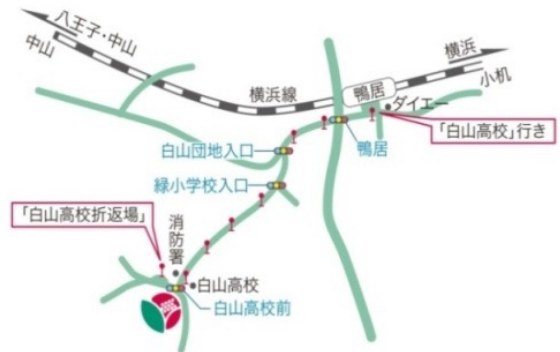 八王子・中山
中山
横浜線
鴨居
横浜
小机
ダイエー
「白山高校」行き
鴨居
白山団地入口
緑小学校入口
「白山高校折返場」
消防署
白山高校
白山高校前